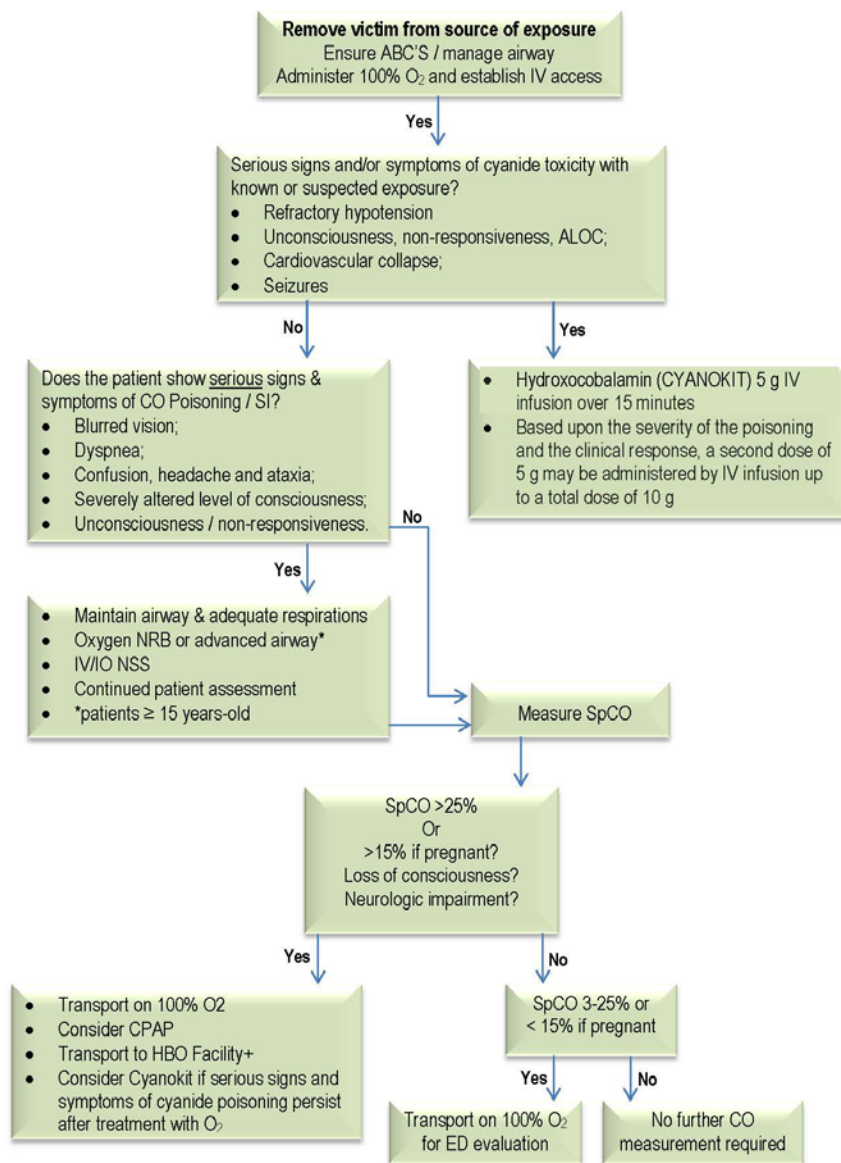 Remove victim from source of exposure
Ensure ABC'S / manage airway
Administer 100% O₂ and establish IV access
Yes
Serious signs and/or symptoms of cyanide toxicity with
known or suspected exposure?
• Refractory hypotension
• Unconsciousness, non-responsiveness, ALOC;
• Cardiovascular collapse;
• Seizures
No
Yes
Does the patient show serious signs &
symptoms of CO Poisoning / SI?
• Blurred vision;
• Dyspnea;
• Confusion, headache and ataxia;
• Severely altered level of consciousness;
• Unconsciousness / non-responsiveness.
• Hydroxocobalamin (CYANOKIT) 5 g IV
infusion over 15 minutes
• Based upon the severity of the poisoning
and the clinical response, a second dose of
5 g may be administered by IV infusion up
to a total dose of 10 g
No
Yes
• Maintain airway & adequate respirations
• Oxygen NRB or advanced airway*
• IV/IO NSS
• Continued patient assessment
• *patients ≥ 15 years-old
Measure SpCO
SpCO >25%
Or
>15% if pregnant?
Loss of consciousness?
Neurologic impairment?
Yes
No
• Transport on 100% O2
• Consider CPAP
• Transport to HBO Facility+
• Consider Cyanokit if serious signs and
symptoms of cyanide poisoning persist
after treatment with O₂
SpCO 3-25% or
< 15% if pregnant
Yes
No
Transport on 100% O₂
for ED evaluation
No further CO
measurement required